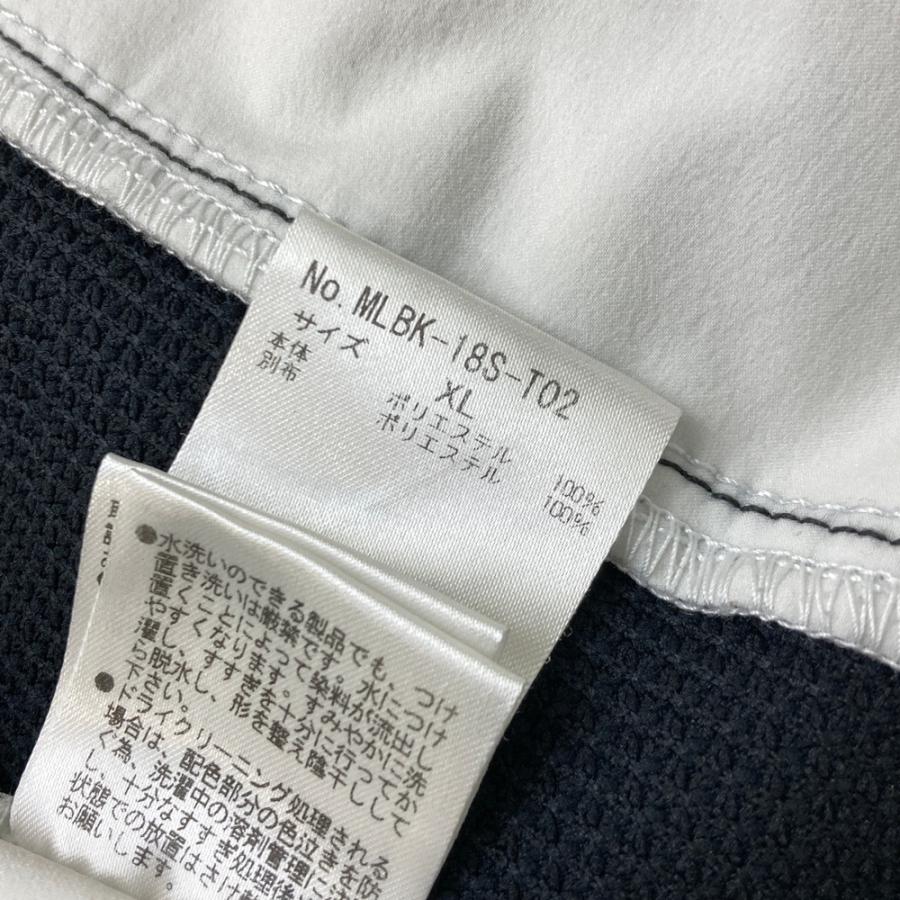 No. MLBK-18S-T02
サイズ XL
本体 ポリエステル 100%
別布 ポリエステル 100%
●水洗いのできる製品でも、つけ
置き洗いは厳禁です。水につけ
置くことによって染料が流出し
やすくなります。すみやかに洗
濯し、すすぎを十分に行ってか
ら脱水し、形を整え陰干して
下さい。
●ドライクリーニング処理される
場合は、配色部分の色泣きを防
ぐ為、洗濯中の溶剤管理に注
し、十分なすすぎ処理後
状態での放置はさけ
お願いします。